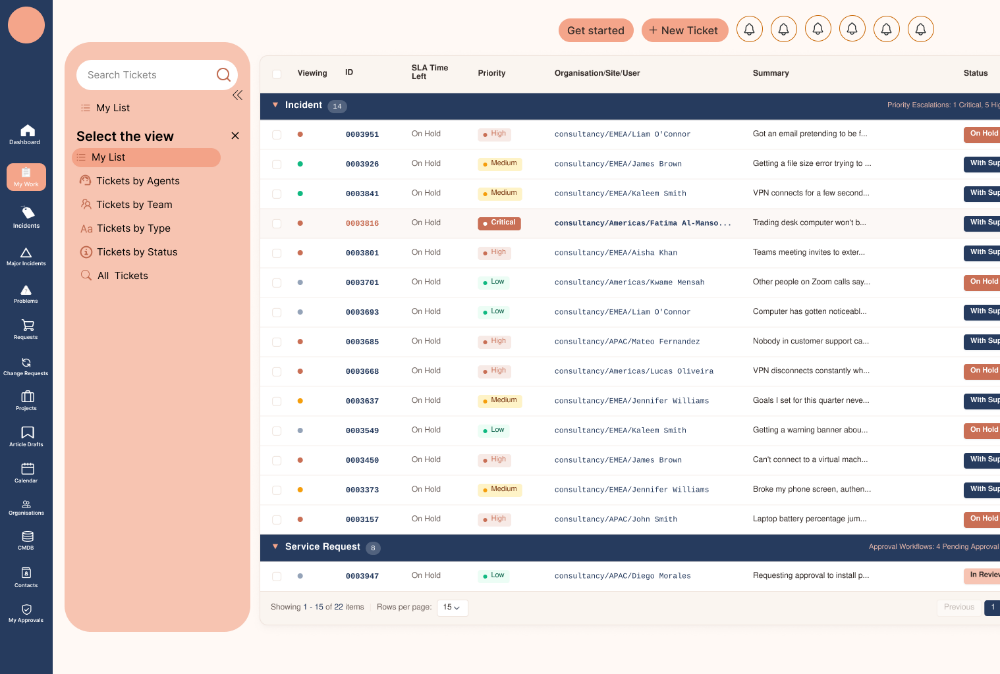 Get started
+ New Ticket
Search Tickets
My List
Select the view
My List
Tickets by Agents
Tickets by Team
Aa Tickets by Type
Tickets by Status
All Tickets
Dashboard
My Work
Incidents
Major Incidents
Problems
Requests
Change Requests
Projects
Article Drafts
Calendar
Organisations
CMDB
Contacts
My Approvals
Viewing ID SLA Time Left Priority Organisation/Site/User Summary Status
Incident 14 Priority Escalations: 1 Critical, 5 Hig
0003951 On Hold High consultancy/EMEA/Liam O'Connor Got an email pretending to be f... On Hold
0003926 On Hold Medium consultancy/EMEA/James Brown Getting a file size error trying to ... With Sup
0003841 On Hold Medium consultancy/EMEA/Kaleem Smith VPN connects for a few second... With Sup
0003816 On Hold Critical consultancy/Americas/Fatima Al-Manso... Trading desk computer won't b... With Sup
0003801 On Hold High consultancy/EMEA/Aisha Khan Teams meeting invites to exter... With Sup
0003701 On Hold Low consultancy/Americas/Kwame Mensah Other people on Zoom calls say... On Hold
0003693 On Hold Low consultancy/EMEA/Liam O'Connor Computer has gotten noticeabl... With Sup
0003685 On Hold High consultancy/APAC/Mateo Fernandez Nobody in customer support ca... With Sup
0003668 On Hold High consultancy/Americas/Lucas Oliveira VPN disconnects constantly wh... On Hold
0003637 On Hold Medium consultancy/EMEA/Jennifer Williams Goals I set for this quarter neve... With Sup
0003549 On Hold Low consultancy/EMEA/Kaleem Smith Getting a warning banner abou... On Hold
0003450 On Hold High consultancy/EMEA/James Brown Can't connect to a virtual mach... With Sup
0003373 On Hold Medium consultancy/EMEA/Jennifer Williams Broke my phone screen, authen... With Sup
0003157 On Hold High consultancy/APAC/John Smith Laptop battery percentage jum... On Hold
Service Request 8 Approval Workflows: 4 Pending Approval
0003947 On Hold Low consultancy/APAC/Diego Morales Requesting approval to install p... In Review
Showing 1 - 15 of 22 items Rows per page: 15 Previous 1